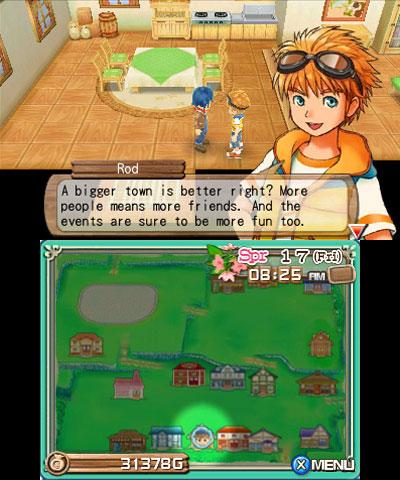 Rod
A bigger town is better right? More
people means more friends. And the
events are sure to be more fun too.
Spr 17 (Fri)
08:25 AM
G 31378G
X MENU